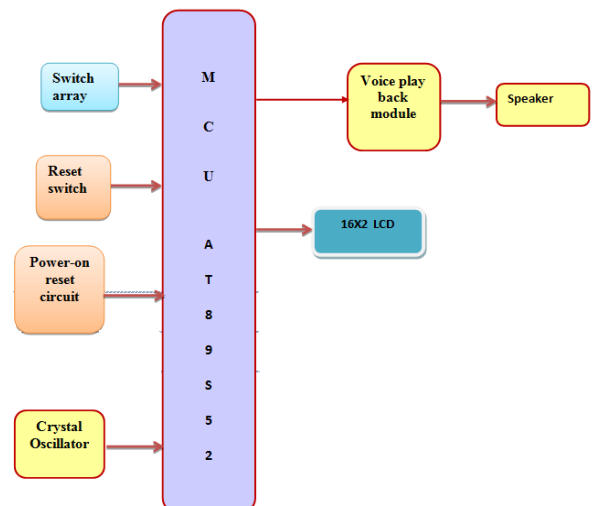 Switch
array
Reset
switch
Power-on
reset
circuit
Crystal
Oscillator
M
C
U
A
T
8
9
S
5
2
Voice play
back
module
Speaker
16X2 LCD